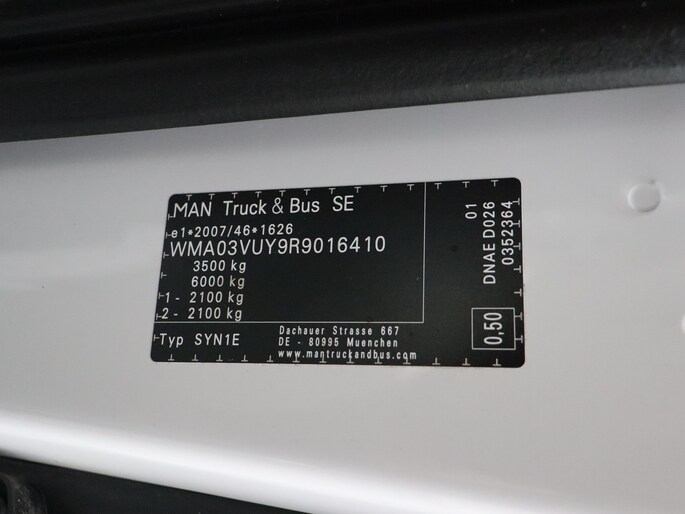 MAN Truck & Bus SE
e1*2007/46*1626
WMA03VUY9R9016410
3500 kg
6000 kg
1 - 2100 kg
2 - 2100 kg
Typ SYN1E
Dachauer Strasse 667
DE - 80995 Muenchen
www.mantruckandbus.com
01
DNAE D026
0352364
0,50